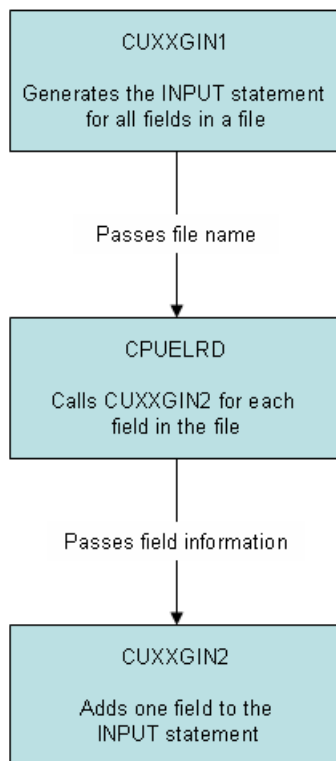 CUXXGIN1
Generates the INPUT statement
for all fields in a file
Passes file name
CPUELRD
Calls CUXXGIN2 for each
field in the file
Passes field information
CUXXGIN2
Adds one field to the
INPUT statement